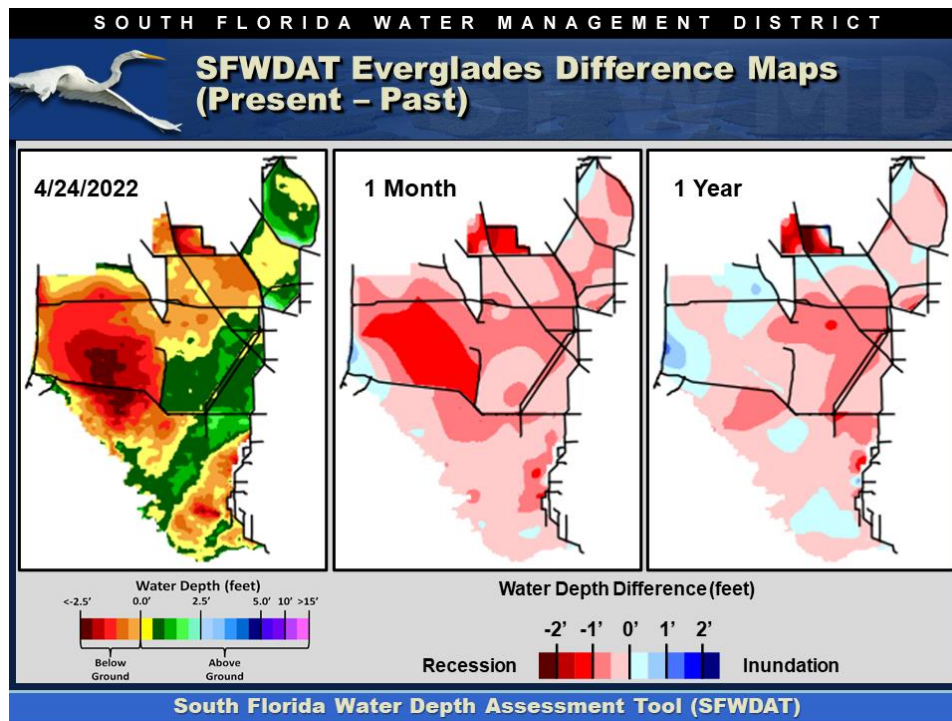 SOUTH FLORIDA WATER MANAGEMENT DISTRICT
SFWDAT Everglades Difference Maps
(Present – Past)
SFWMD
4/24/2022
1 Month
1 Year
Water Depth (feet)
<-2.5' 0.0' 2.5' 5.0' 10' >15'
Below
Ground
Above
Ground
Water Depth Difference (feet)
-2' -1' 0' 1' 2'
Recession
Inundation
South Florida Water Depth Assessment Tool (SFWDAT)